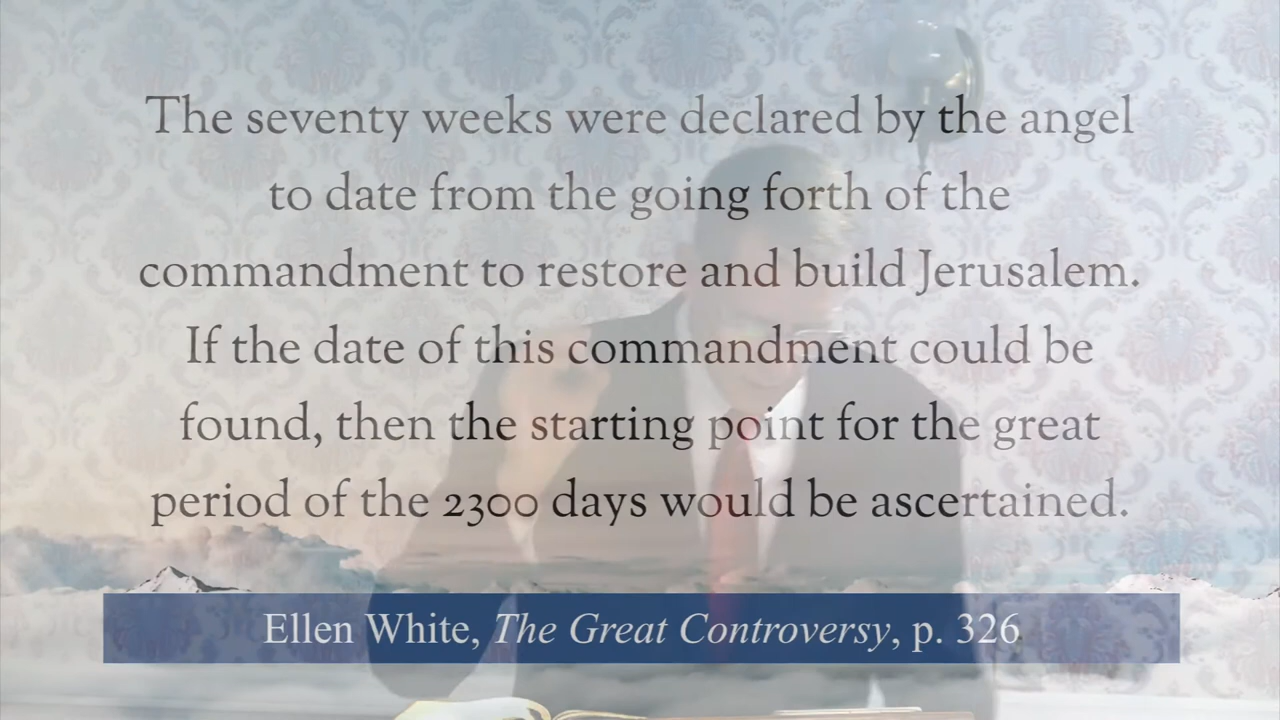 The seventy weeks were declared by the angel
to date from the going forth of the
commandment to restore and build Jerusalem.
If the date of this commandment could be
found, then the starting point for the great
period of the 2300 days would be ascertained.
Ellen White, The Great Controversy, p. 326